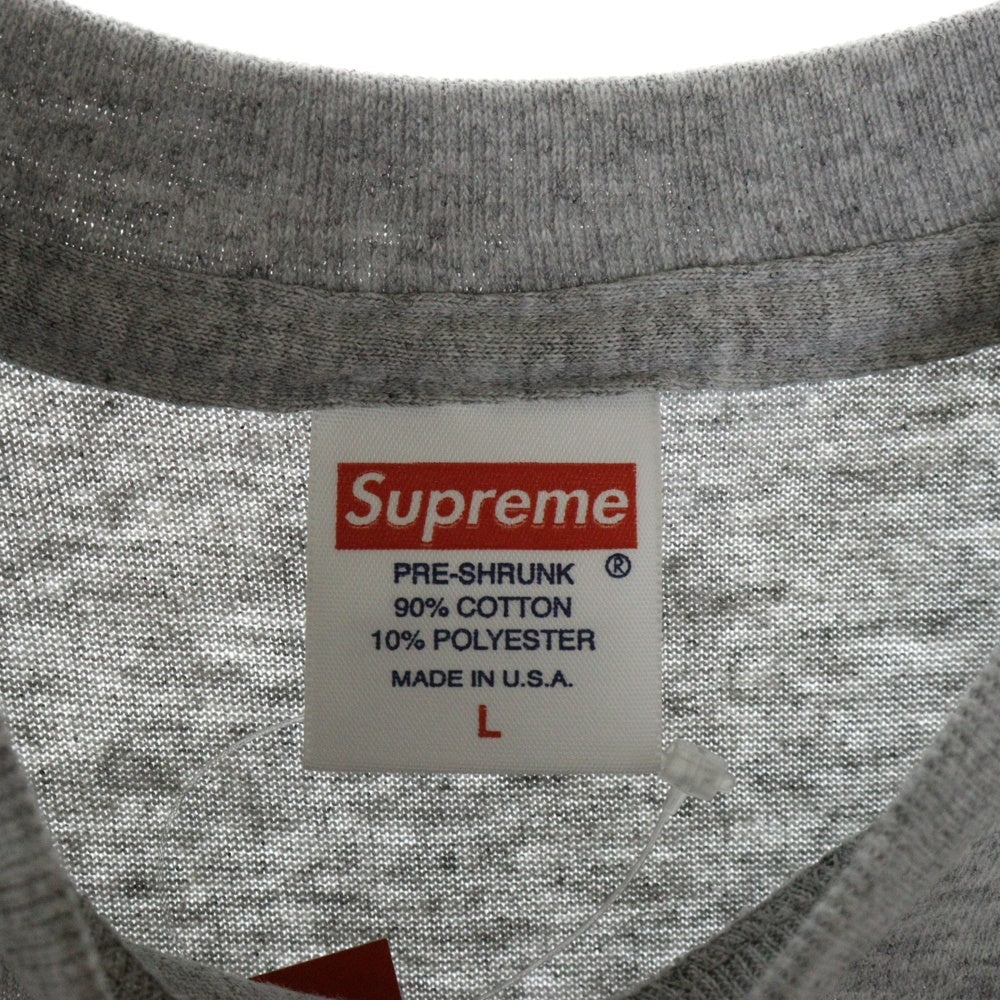 Supreme
®
PRE-SHRUNK
90% COTTON
10% POLYESTER
MADE IN U.S.A.
L